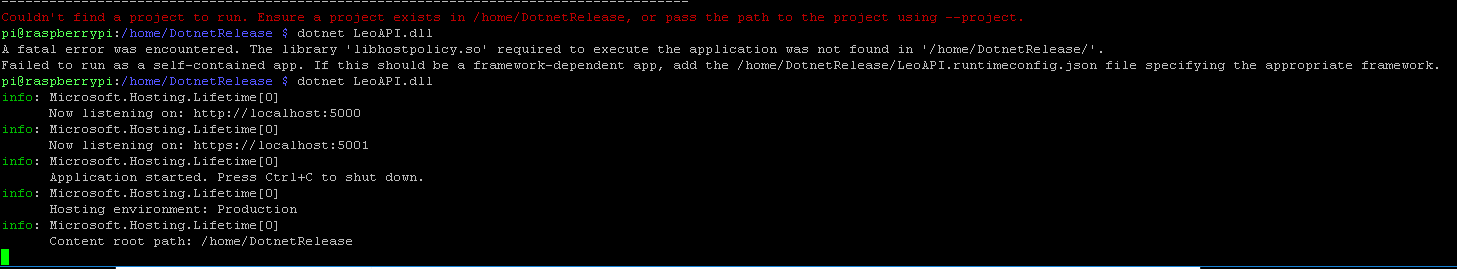 --------------------------------------------------------------------------------------
Couldn't find a project to run. Ensure a project exists in /home/DotnetRelease, or pass the path to the project using --project.
pi@raspberrypi:/home/DotnetRelease $ dotnet LeoAPI.dll
A fatal error was encountered. The library 'libhostpolicy.so' required to execute the application was not found in '/home/DotnetRelease/'.
Failed to run as a self-contained app. If this should be a framework-dependent app, add the /home/DotnetRelease/LeoAPI.runtimeconfig.json file specifying the appropriate framework.
pi@raspberrypi:/home/DotnetRelease $ dotnet LeoAPI.dll
info: Microsoft.Hosting.Lifetime[0]
Now listening on: http://localhost:5000
info: Microsoft.Hosting.Lifetime[0]
Now listening on: https://localhost:5001
info: Microsoft.Hosting.Lifetime[0]
Application started. Press Ctrl+C to shut down.
info: Microsoft.Hosting.Lifetime[0]
Hosting environment: Production
info: Microsoft.Hosting.Lifetime[0]
Content root path: /home/DotnetRelease